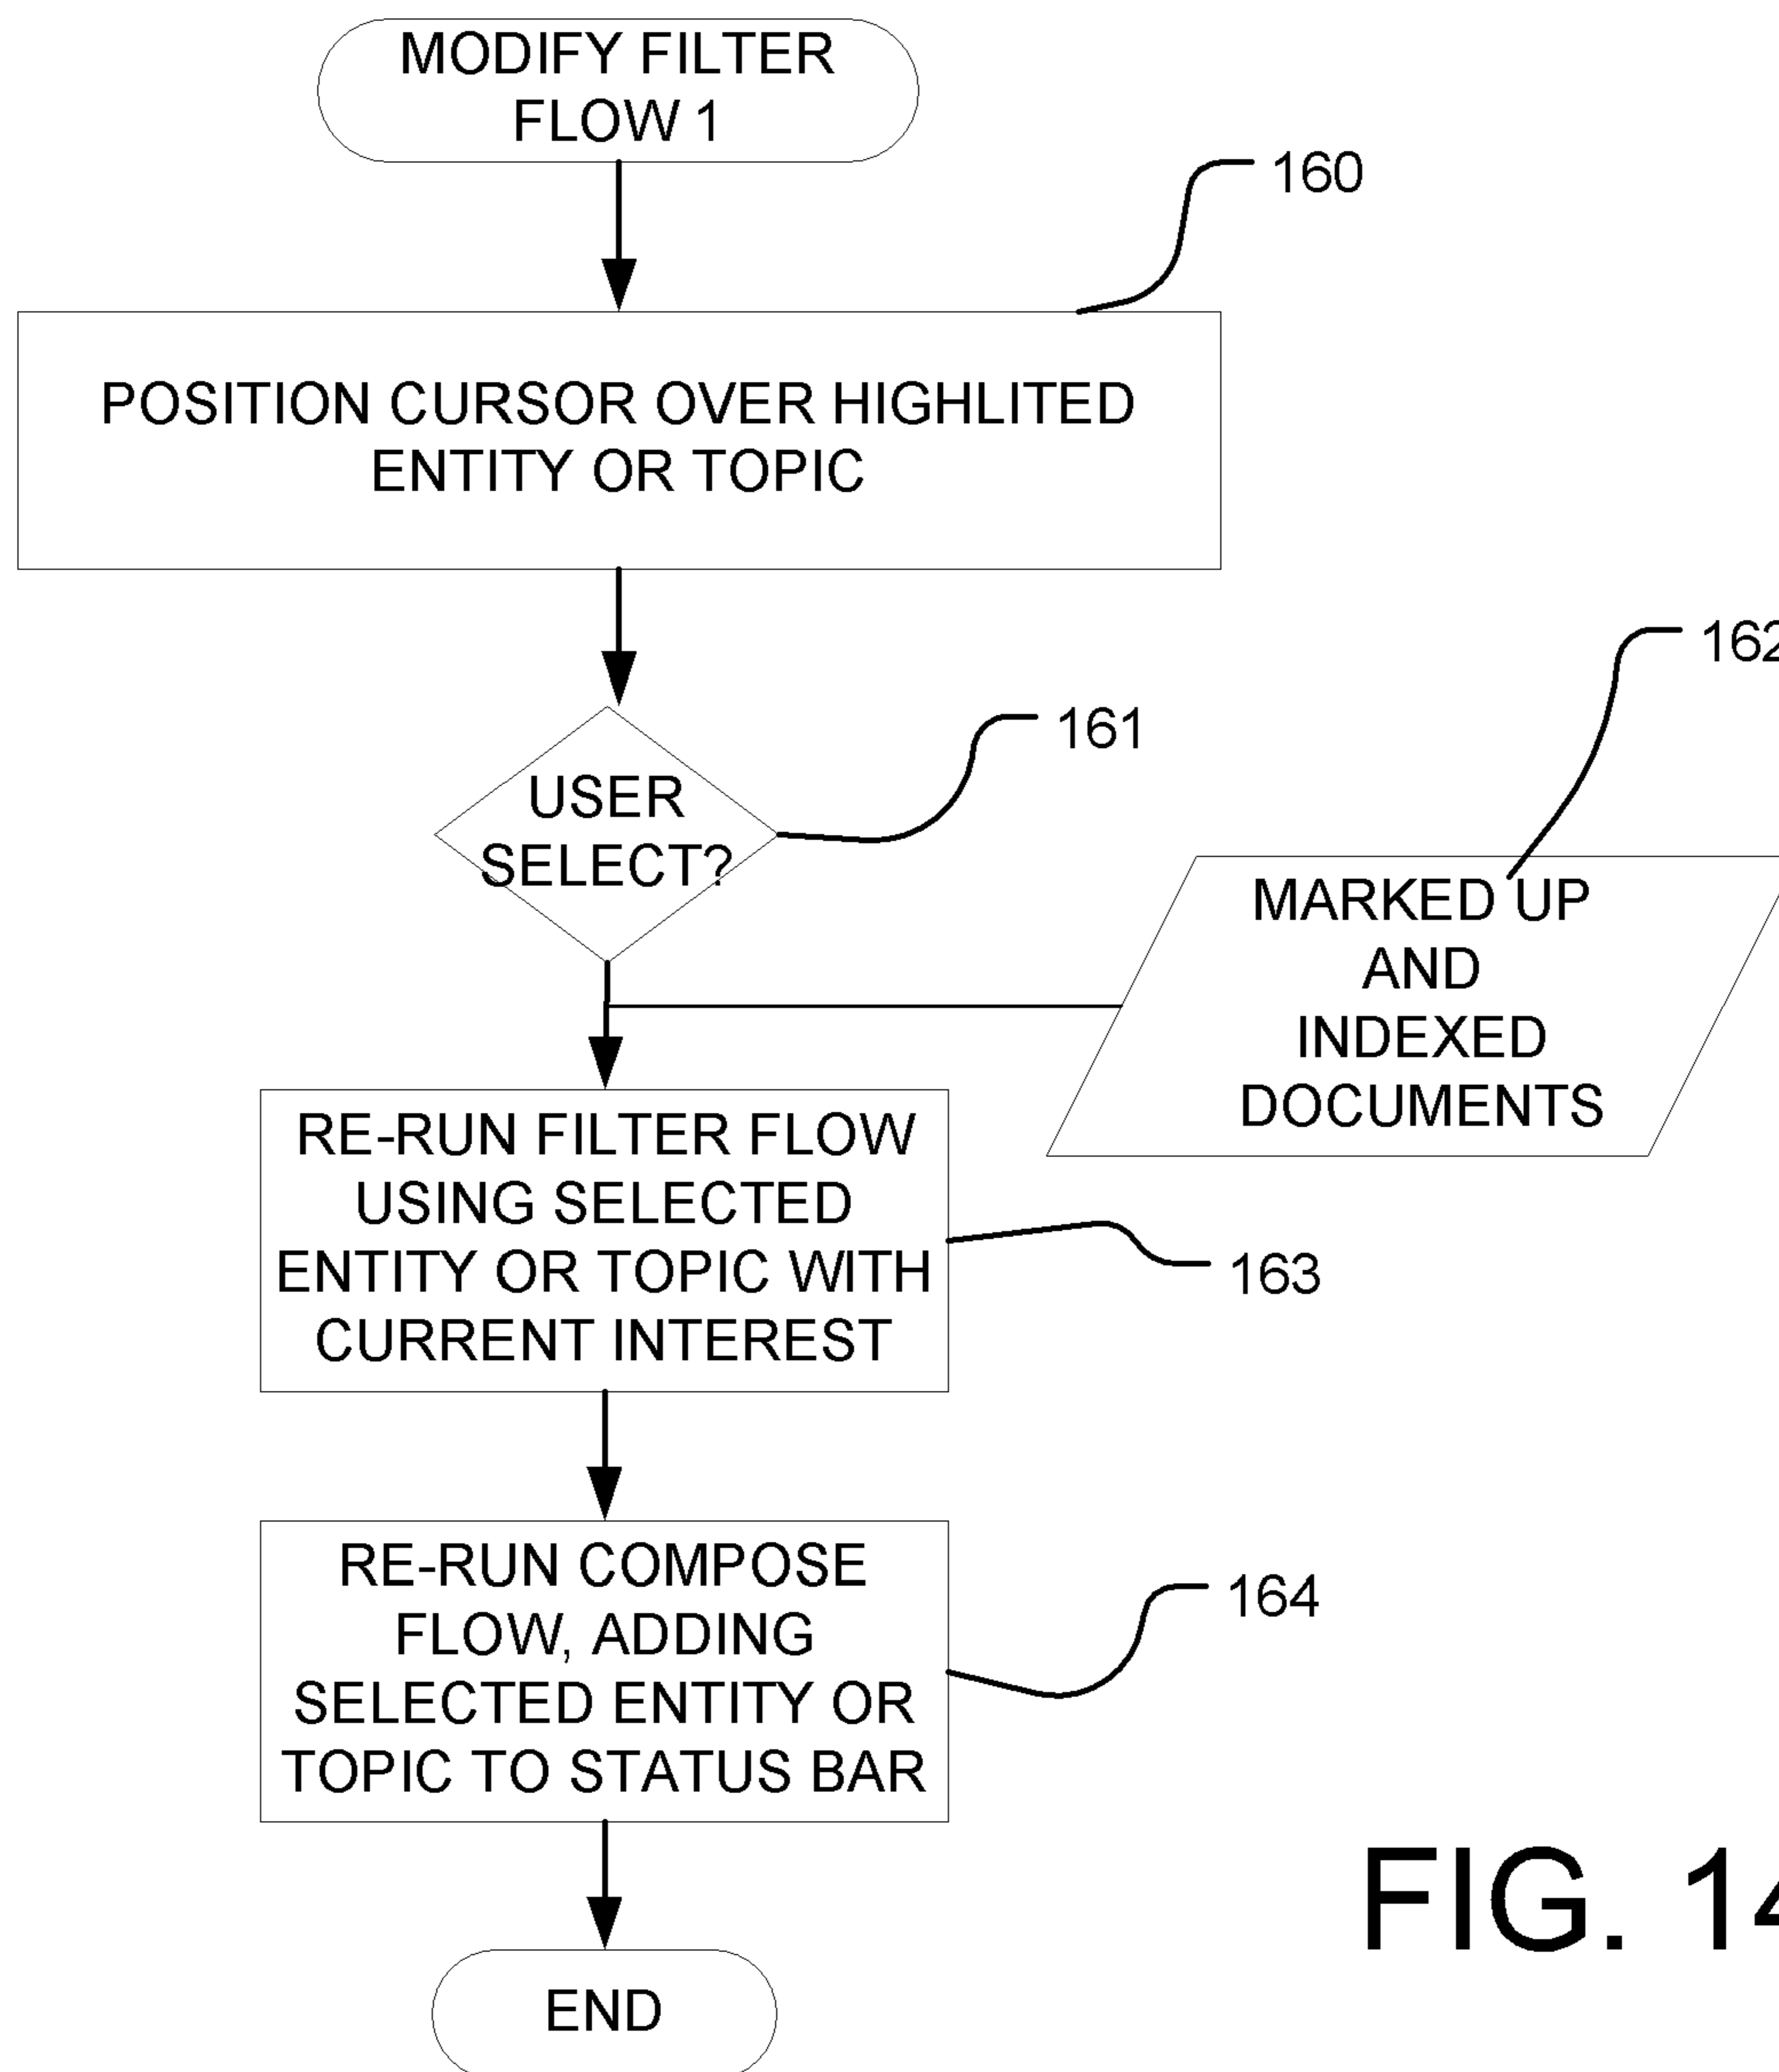 MODIFY FILTER
FLOW 1
160
POSITION CURSOR OVER HIGHLITED
ENTITY OR TOPIC
162
161
USER
SELECT?
MARKED UP
AND
INDEXED
DOCUMENTS
RE-RUN FILTER FLOW
USING SELECTED
ENTITY OR TOPIC WITH
CURRENT INTEREST
163
RE-RUN COMPOSE
FLOW, ADDING
SELECTED ENTITY OR
TOPIC TO STATUS BAR
164
FIG. 14
END